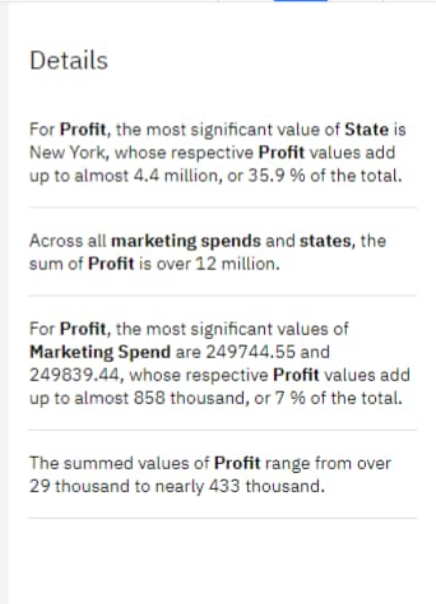 Details
For Profit, the most significant value of State is
New York, whose respective Profit values add
up to almost 4.4 million, or 35.9 % of the total.
Across all marketing spends and states, the
sum of Profit is over 12 million.
For Profit, the most significant values of
Marketing Spend are 249744.55 and
249839.44, whose respective Profit values add
up to almost 858 thousand, or 7 % of the total.
The summed values of Profit range from over
29 thousand to nearly 433 thousand.